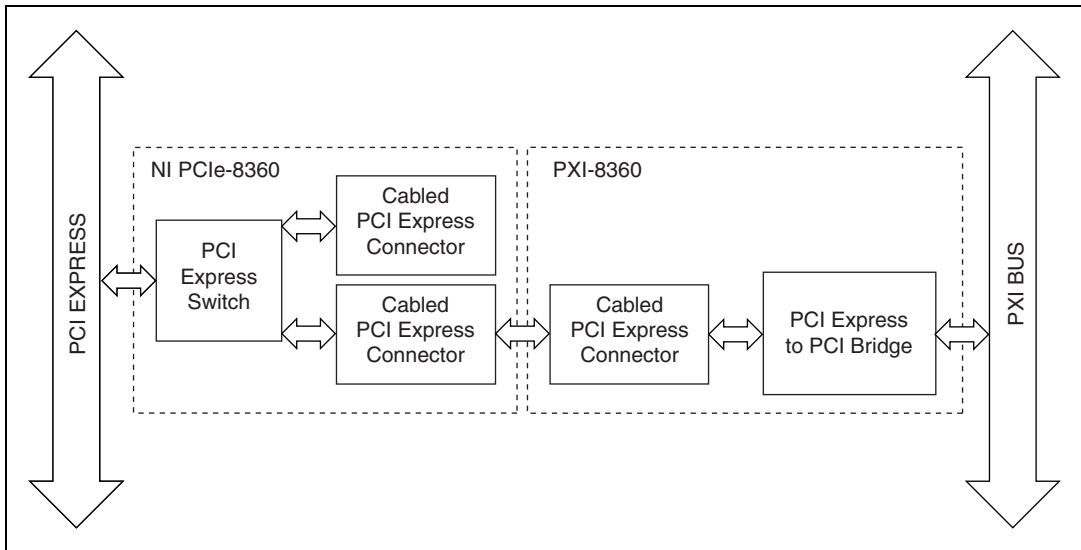 PCI EXPRESS
NI PCIe-8360
PCI
Express
Switch
Cabled
PCI Express
Connector
Cabled
PCI Express
Connector
PXI-8360
Cabled
PCI Express
Connector
PCI Express
to PCI Bridge
PXI BUS